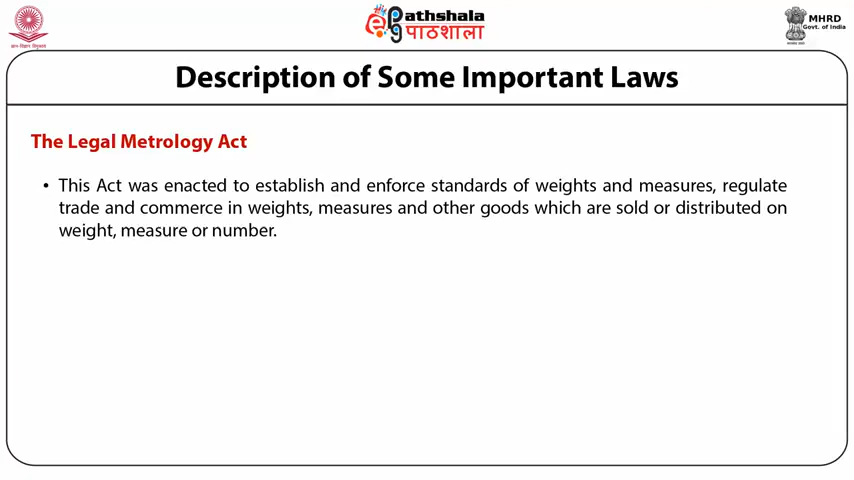 ज्ञान-विज्ञान विमुक्तये
ePathshala
पाठशाला
MHRD
Govt. of India
Description of Some Important Laws
The Legal Metrology Act
• This Act was enacted to establish and enforce standards of weights and measures, regulate
trade and commerce in weights, measures and other goods which are sold or distributed on
weight, measure or number.